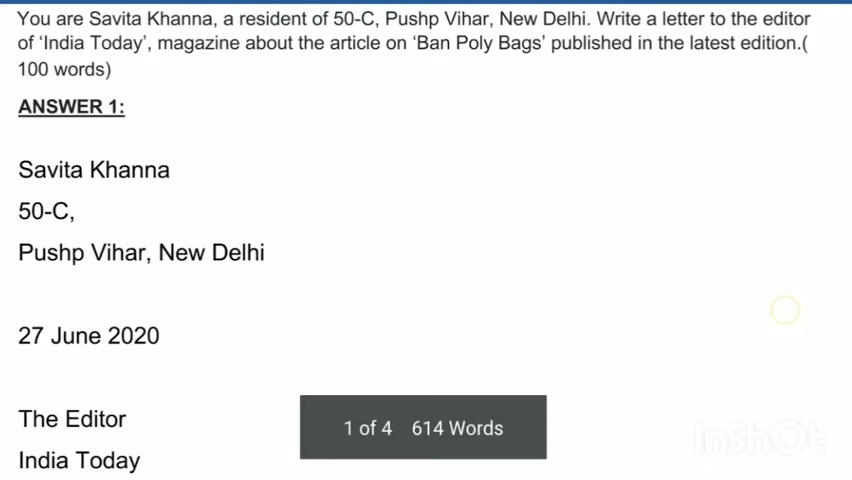 You are Savita Khanna, a resident of 50-C, Pushp Vihar, New Delhi. Write a letter to the editor
of ‘India Today’, magazine about the article on ‘Ban Poly Bags’ published in the latest edition.(
100 words)
ANSWER 1:
Savita Khanna
50-C,
Pushp Vihar, New Delhi
27 June 2020
The Editor
India Today
1 of 4 614 Words
InShOt